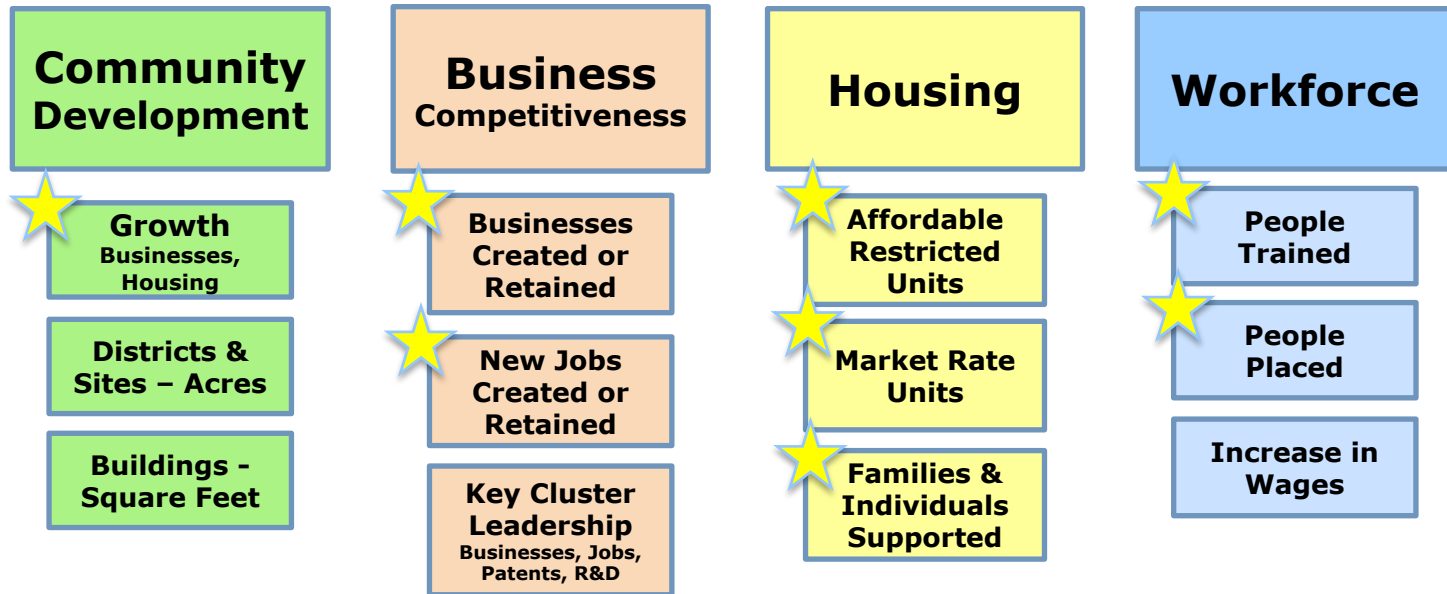 Community
Development
Growth
Businesses,
Housing
Districts &
Sites – Acres
Buildings -
Square Feet
Business
Competitiveness
Businesses
Created or
Retained
New Jobs
Created or
Retained
Key Cluster
Leadership
Businesses, Jobs,
Patents, R&D
Housing
Affordable
Restricted
Units
Market Rate
Units
Families &
Individuals
Supported
Workforce
People
Trained
People
Placed
Increase in
Wages